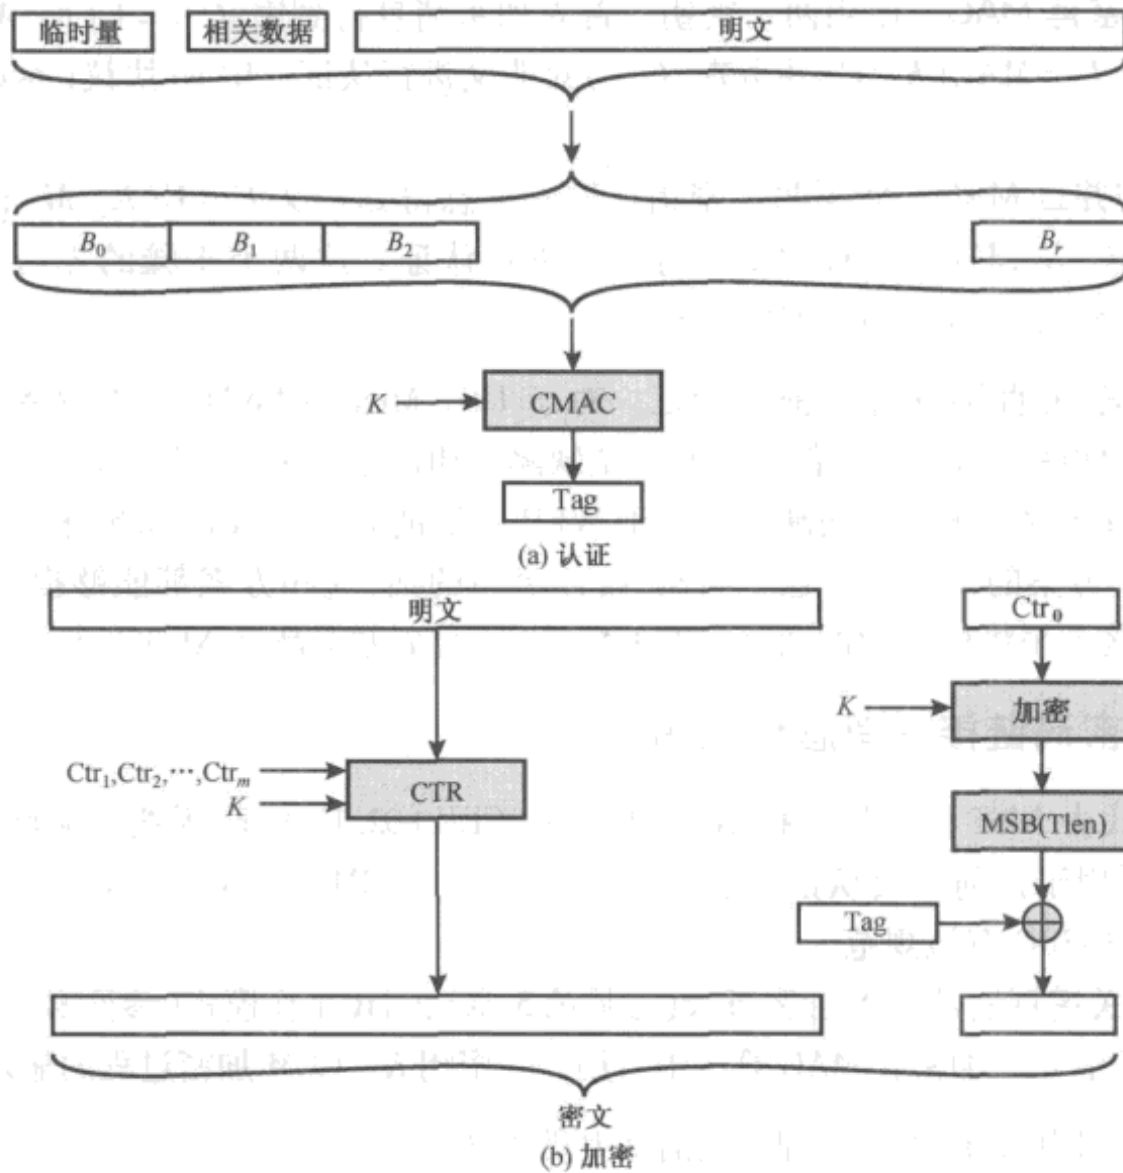 临时量 相关数据 明文
B₀ B₁ B₂ Bᵣ
K CMAC
Tag
(a) 认证
明文 Ctr₀
K 加密
Ctr₁,Ctr₂,⋯,Ctrₘ
K CTR
MSB(Tlen)
Tag
密文
(b) 加密